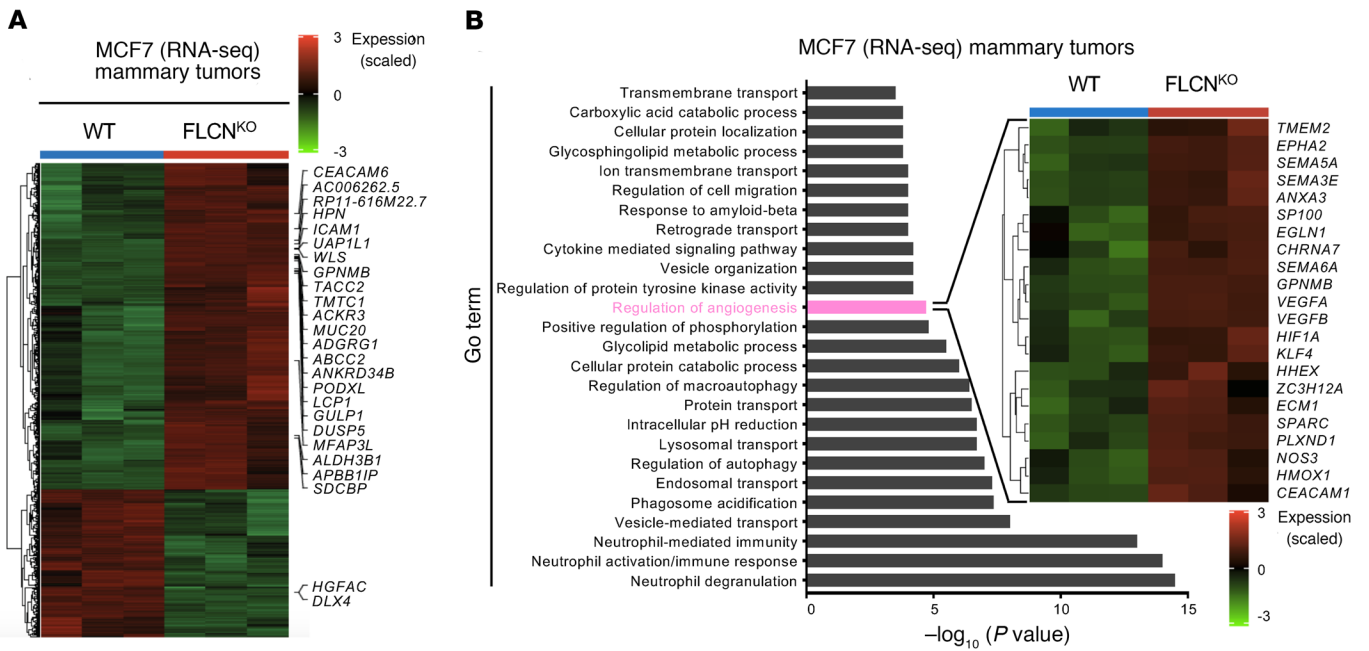 A
MCF7 (RNA-seq)
mammary tumors
WT
FLCNKO
3
0
-3
Expession
(scaled)
CEACAM6
AC006262.5
RP11-616M22.7
HPN
ICAM1
UAP1L1
WLS
GPNMB
TACC2
TMTC1
ACKR3
MUC20
ADGRG1
ABCC2
ANKRD34B
PODXL
LCP1
GULP1
DUSP5
MFAP3L
ALDH3B1
APBB1IP
SDCBP
HGFAC
DLX4
B
MCF7 (RNA-seq) mammary tumors
Go term
Transmembrane transport
Carboxylic acid catabolic process
Cellular protein localization
Glycosphingolipid metabolic process
Ion transmembrane transport
Regulation of cell migration
Response to amyloid-beta
Retrograde transport
Cytokine mediated signaling pathway
Vesicle organization
Regulation of protein tyrosine kinase activity
Regulation of angiogenesis
Positive regulation of phosphorylation
Glycolipid metabolic process
Cellular protein catabolic process
Regulation of macroautophagy
Protein transport
Intracellular pH reduction
Lysosomal transport
Regulation of autophagy
Endosomal transport
Phagosome acidification
Vesicle-mediated transport
Neutrophil-mediated immunity
Neutrophil activation/immune response
Neutrophil degranulation
0 5 10 15
–log10 (P value)
WT
FLCNKO
TMEM2
EPHA2
SEMA5A
SEMA3E
ANXA3
SP100
EGLN1
CHRNA7
SEMA6A
GPNMB
VEGFA
VEGFB
HIF1A
KLF4
HHEX
ZC3H12A
ECM1
SPARC
PLXND1
NOS3
HMOX1
CEACAM1
3
0
-3
Expession
(scaled)